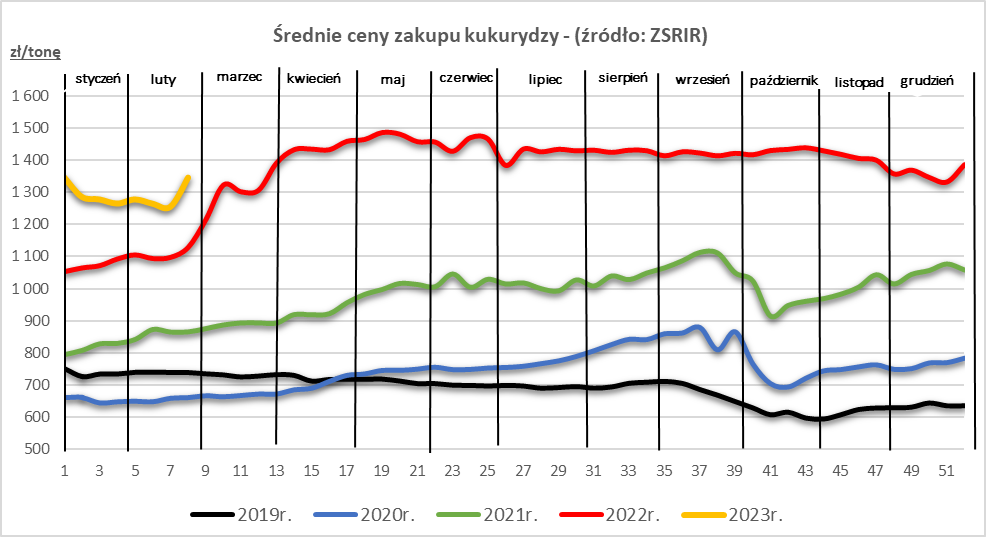 Średnie ceny zakupu kukurydzy - (źródło: ZSRIR)
zł/tonę
styczeń luty marzec kwiecień maj czerwiec lipiec sierpień wrzesień październik listopad grudzień
1 600
1 500
1 400
1 300
1 200
1 100
1 000
900
800
700
600
500
1 3 5 7 9 11 13 15 17 19 21 23 25 27 29 31 33 35 37 39 41 43 45 47 49 51
2019r. 2020r. 2021r. 2022r. 2023r.